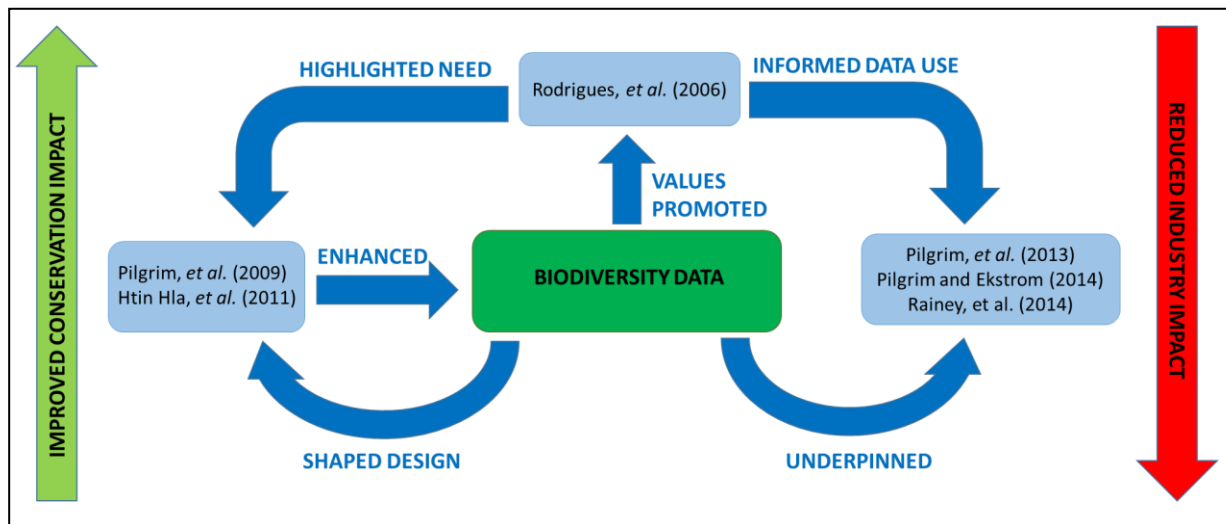 IMPROVED CONSERVATION IMPACT
HIGHLIGHTED NEED
Rodrigues, et al. (2006)
INFORMED DATA USE
VALUES
PROMOTED
Pilgrim, et al. (2009)
Htin Hla, et al. (2011)
ENHANCED
BIODIVERSITY DATA
Pilgrim, et al. (2013)
Pilgrim and Ekstrom (2014)
Rainey, et al. (2014)
SHAPED DESIGN
UNDERPINNED
REDUCED INDUSTRY IMPACT